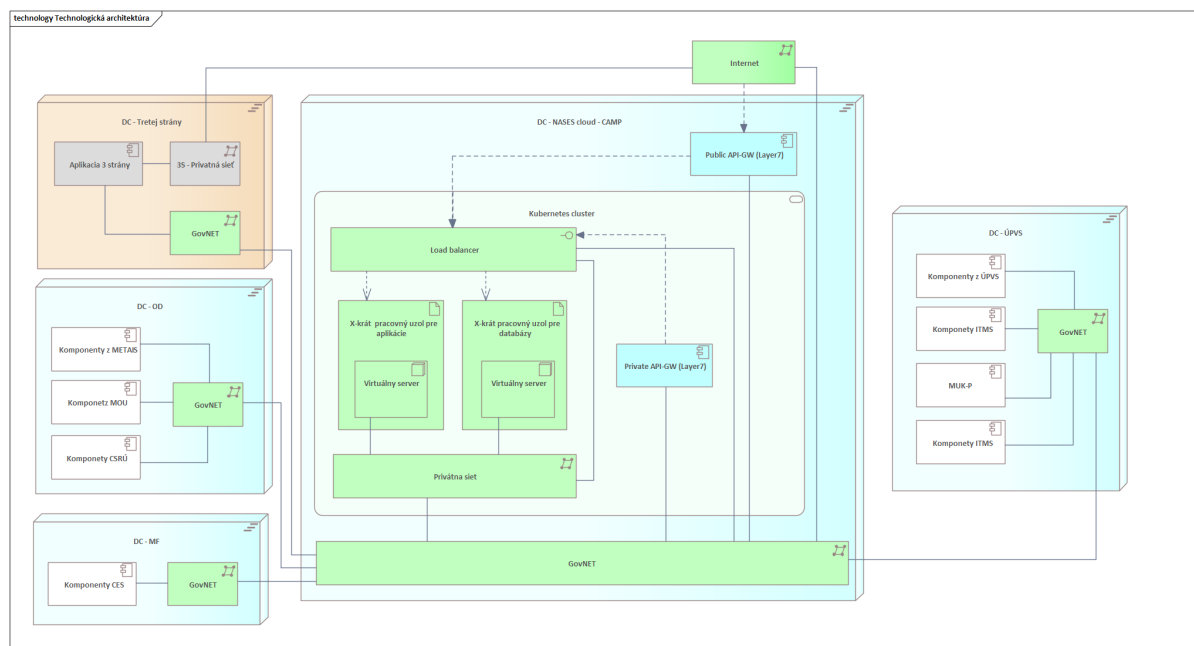 technology Technologická architektúra
Internet
DC - Tretej strány
Aplikacia 3 strány
3S - Privatná sieť
GovNET
DC - NASES cloud - CAMP
Public API-GW (Layer7)
Kubernetes cluster
Load balancer
X-krát pracovný uzol pre
aplikácie
Virtuálny server
X-krát pracovný uzol pre
databázy
Virtuálny server
Private API-GW (Layer7)
Privátna siet
GovNET
DC - OD
Komponenty z METAIS
Komponetz MOU
Komponety CSRÚ
GovNET
DC - MF
Komponenty CES
GovNET
DC - ÚPVS
Komponenty z ÚPVS
Komponety ITMS
MUK-P
Komponety ITMS
GovNET